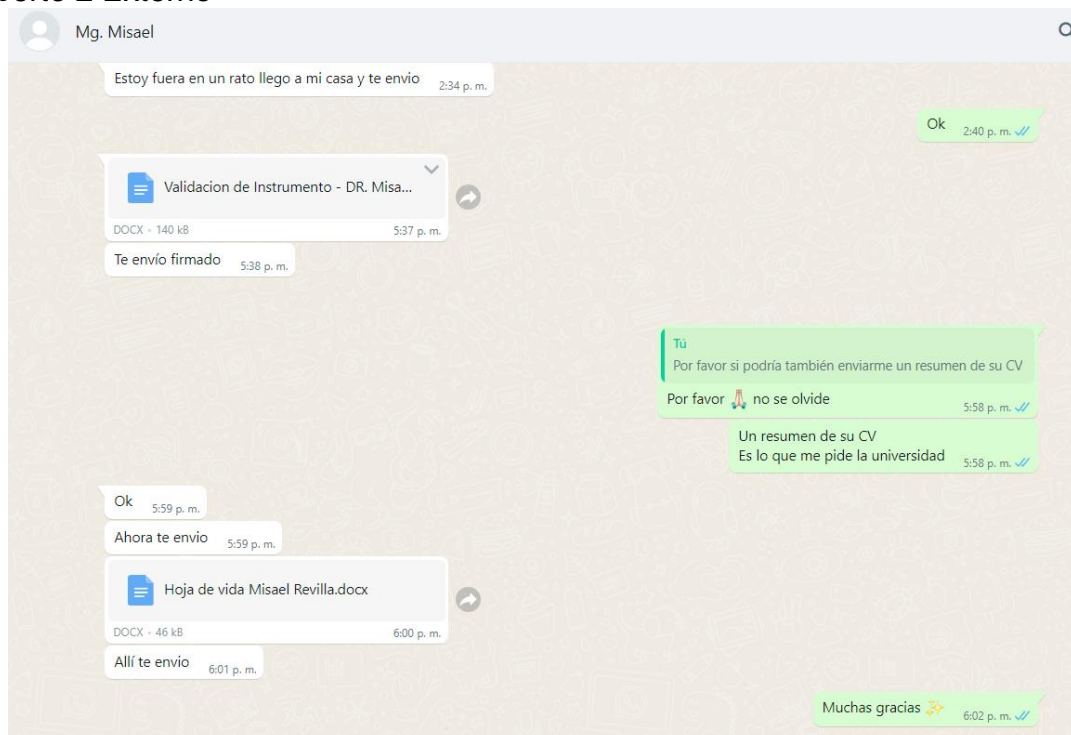 Mg. Misael
Estoy fuera en un rato llego a mi casa y te envio 2:34 p. m.
Ok 2:40 p. m.
Validacion de Instrumento - DR. Misa...
DOCX • 140 kB 5:37 p. m.
Te envío firmado 5:38 p. m.
Tú
Por favor si podría también enviarme un resumen de su CV
Por favor 🙏 no se olvide 5:58 p. m.
Un resumen de su CV
Es lo que me pide la universidad 5:58 p. m.
Ok 5:59 p. m.
Ahora te envio 5:59 p. m.
Hoja de vida Misael Revilla.docx
DOCX • 46 kB 6:00 p. m.
Allí te envio 6:01 p. m.
Muchas gracias ✨ 6:02 p. m.